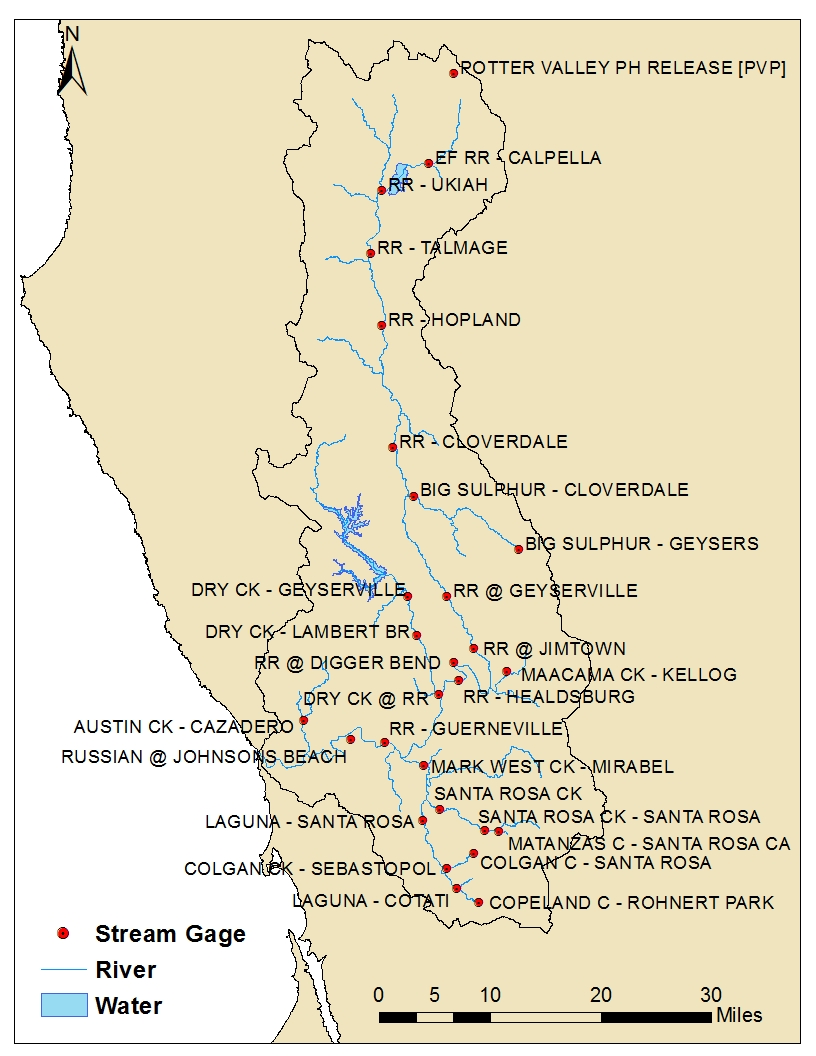 N
POTTER VALLEY PH RELEASE [PVP]
EF RR - CALPELLA
RR - UKIAH
RR - TALMAGE
RR - HOPLAND
RR - CLOVERDALE
BIG SULPHUR - CLOVERDALE
BIG SULPHUR - GEYSERS
DRY CK - GEYSERVILLE
RR @ GEYSERVILLE
DRY CK - LAMBERT BR
RR @ JIMTOWN
RR @ DIGGER BEND
MAACAMA CK - KELLOG
DRY CK @ RR
RR - HEALDSBURG
AUSTIN CK - CAZADERO
RR - GUERNEVILLE
RUSSIAN @ JOHNSONS BEACH
MARK WEST CK - MIRABEL
SANTA ROSA CK
LAGUNA - SANTA ROSA
SANTA ROSA CK - SANTA ROSA
MATANZAS C - SANTA ROSA CA
COLGAN C - SANTA ROSA
COLGAN CK - SEBASTOPOL
LAGUNA - COTATI
COPELAND C - ROHNERT PARK
Stream Gage
River
Water
0 5 10 20 30
Miles